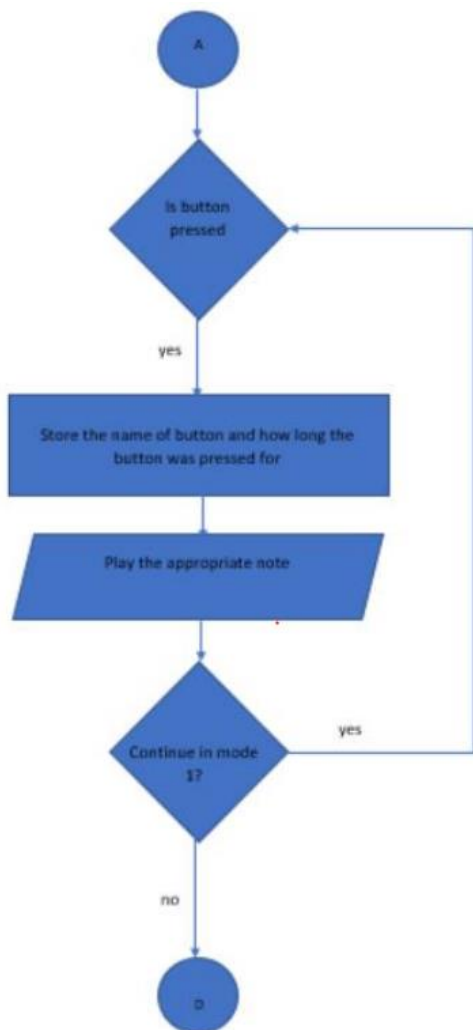 A
Is button
pressed
yes
Store the name of button and how long the
button was pressed for
Play the appropriate note
Continue in mode
1?
yes
no
D